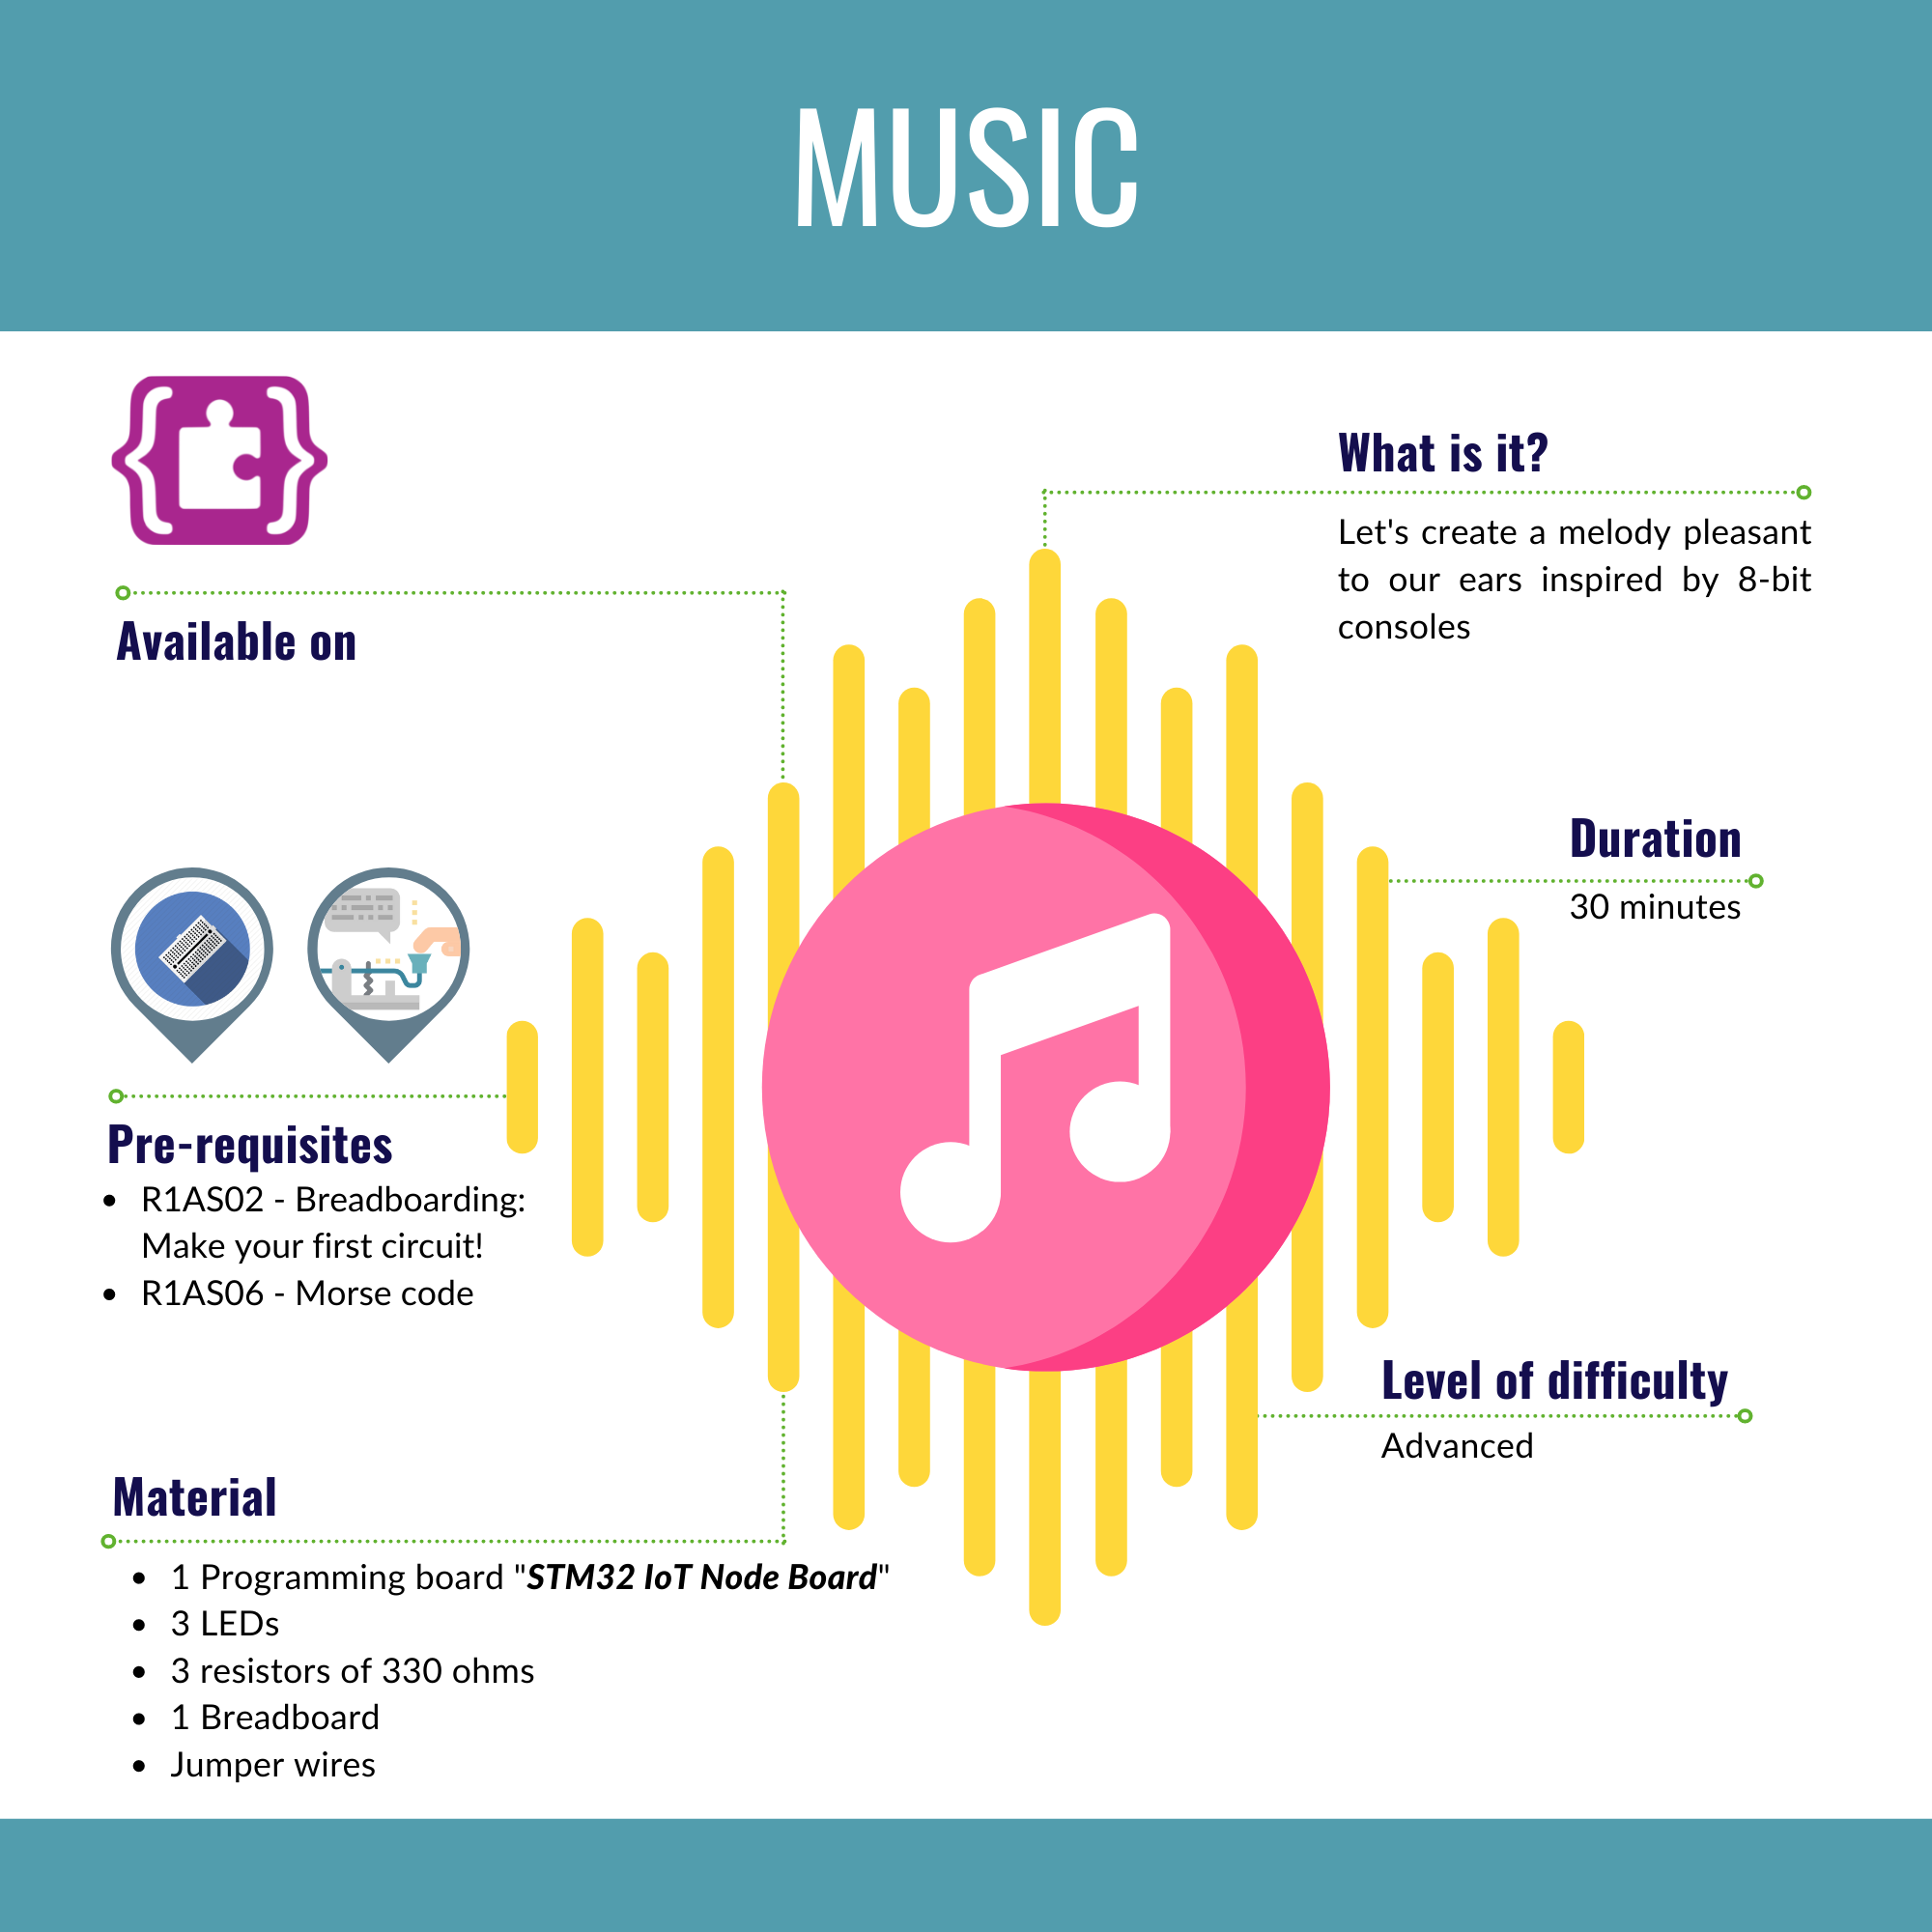 MUSIC
What is it?
Let's create a melody pleasant
to our ears inspired by 8-bit
consoles
Available on
Duration
30 minutes
Pre-requisites
• R1AS02 - Breadboarding:
Make your first circuit!
• R1AS06 - Morse code
Level of difficulty
Advanced
Material
• 1 Programming board "STM32 IoT Node Board"
• 3 LEDs
• 3 resistors of 330 ohms
• 1 Breadboard
• Jumper wires